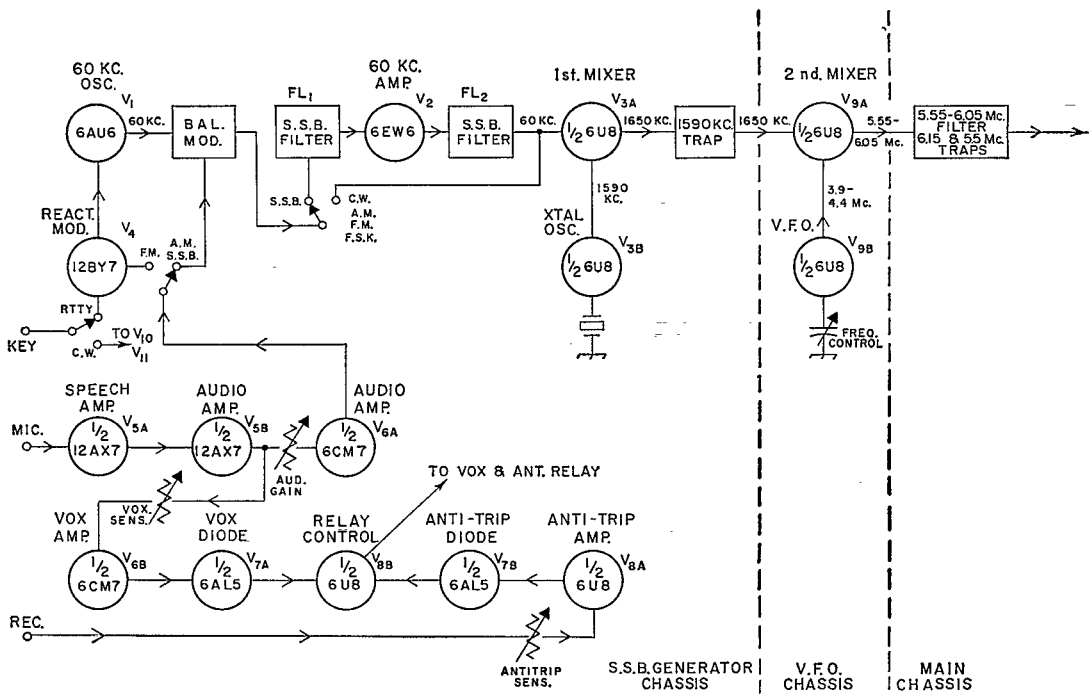 60 KC.
OSC.
V1
6AU6
60KC.
BAL.
MOD.
FL1
S.S.B.
FILTER
60 KC.
AMP.
V2
6EW6
FL2
S.S.B.
FILTER
60 KC.
1st. MIXER
V3A
1/2 6U8
1650 KC.
1590KC.
TRAP
1650 KC.
2nd. MIXER
V9A
1/2 6U8
5.55-
6.05 Mc.
5.55-6.05 Mc.
FILTER
6.15 & 5.5 Mc.
TRAPS
REACT.
MOD.
V4
12BY7
F.M.
A.M.
S.S.B.
S.S.B.
C.W.
A.M.
F.M.
F.S.K.
1590
KC.
XTAL
OSC.
V3B
1/2 6U8
3.9-
4.4 Mc.
V.F.O.
V9B
1/2 6U8
FREQ.
CONTROL
RTTY
KEY
C.W.
TO V10
V11
SPEECH
AMP.
V5A
1/2
12AX7
MIC.
AUDIO
AMP.
V5B
1/2
12AX7
AUD.
GAIN
AUDIO
AMP.
V6A
1/2
6CM7
VOX.
SENS.
TO VOX & ANT. RELAY
VOX
AMP.
V6B
1/2
6CM7
VOX
DIODE
V7A
1/2
6AL5
RELAY
CONTROL
V8B
1/2
6U8
ANTI-TRIP
DIODE
V7B
1/2
6AL5
ANTI-TRIP
AMP.
V8A
1/2
6U8
REC.
ANTITRIP
SENS.
S.S.B. GENERATOR
CHASSIS
V.F.O.
CHASSIS
MAIN
CHASSIS